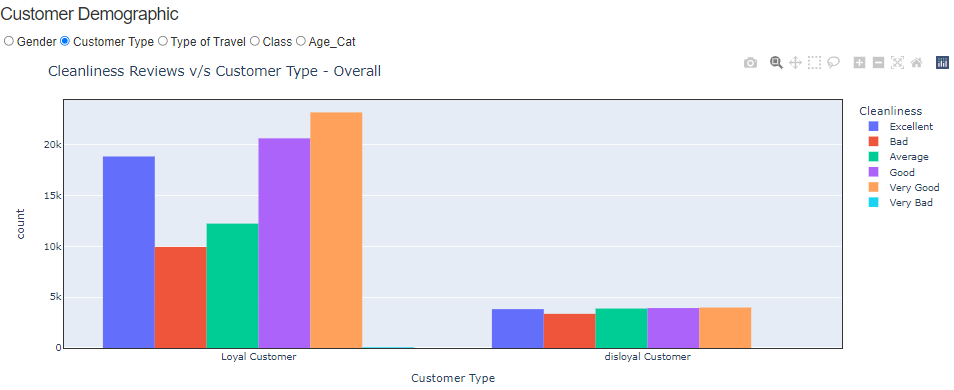 Customer Demographic
Gender Customer Type Type of Travel Class Age_Cat
Cleanliness Reviews v/s Customer Type - Overall
Cleanliness
Excellent
Bad
Average
Good
Very Good
Very Bad
20k
15k
10k
5k
0
count
Loyal Customer disloyal Customer
Customer Type